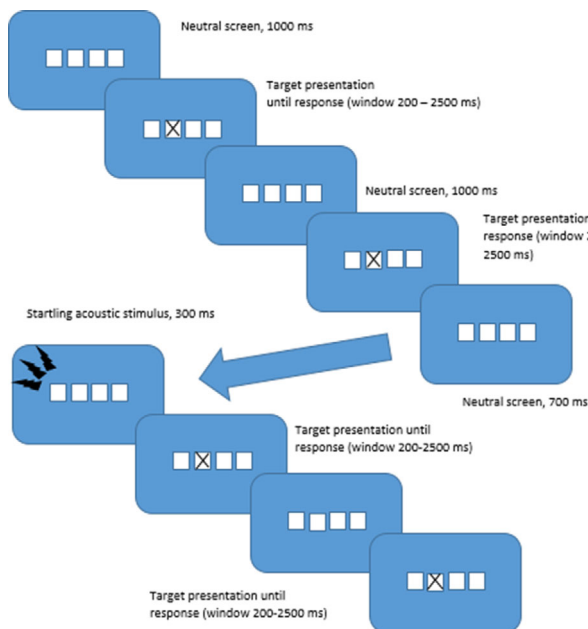 Neutral screen, 1000 ms
Target presentation
until response (window 200 – 2500 ms)
Neutral screen, 1000 ms
Target presentation
response (window 2
2500 ms)
Startling acoustic stimulus, 300 ms
Neutral screen, 700 ms
Target presentation until
response (window 200-2500 ms)
Target presentation until
response (window 200-2500 ms)